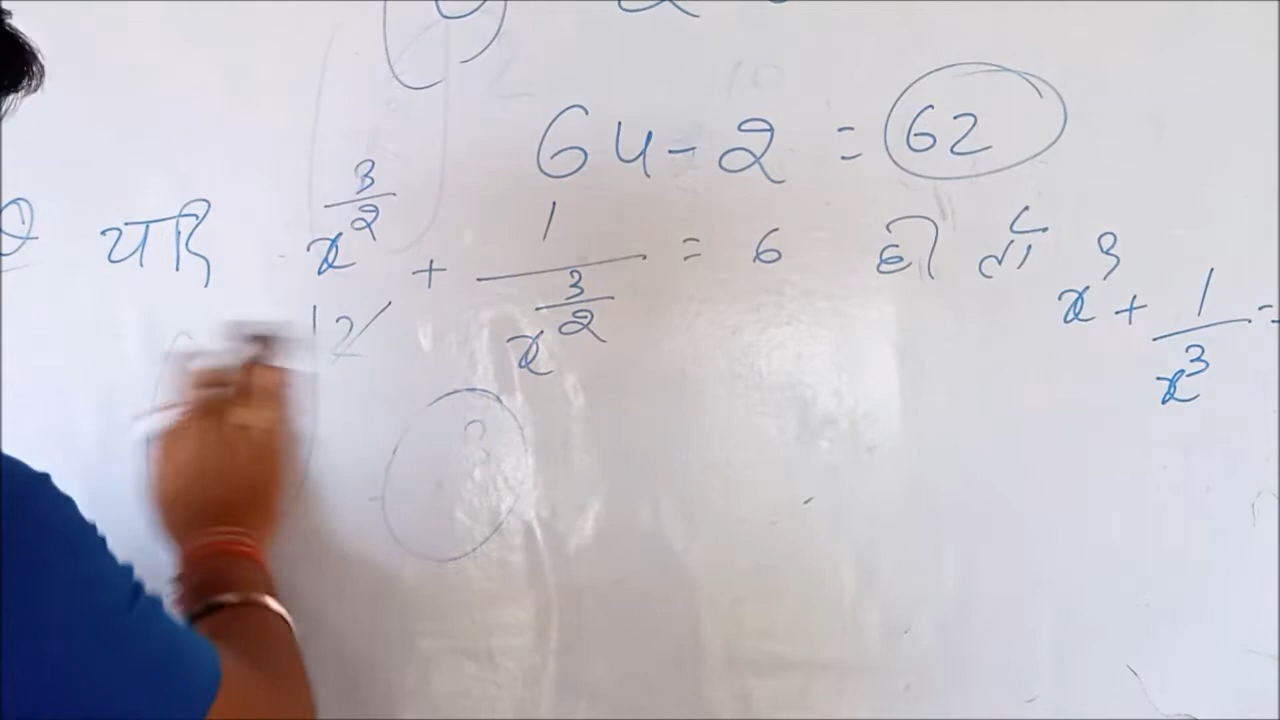 64 - 2 = 62
यदि x^(3/2) + 1/x^(3/2) = 6 हो तो x^3 + 1/x^3 =